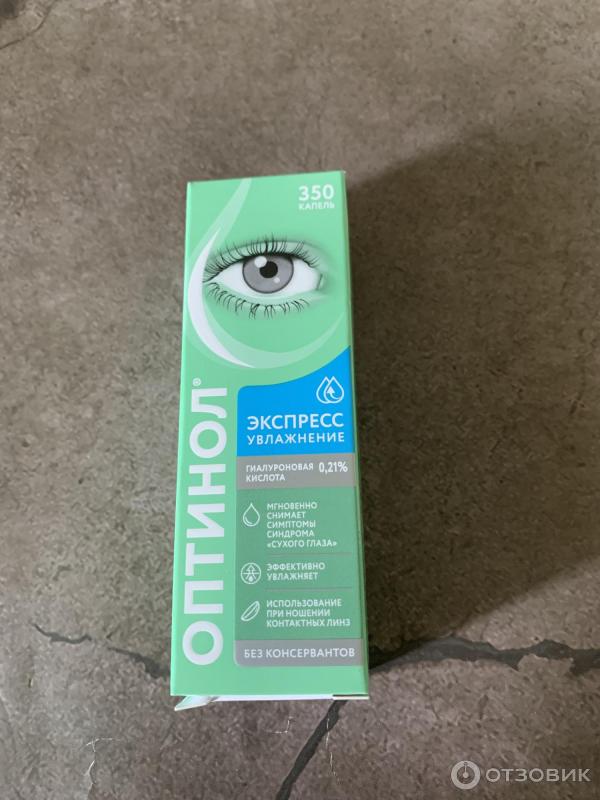 350
КАПЕЛЬ
ОПТИНОЛ®
ЭКСПРЕСС
УВЛАЖНЕНИЕ
ГИАЛУРОНОВАЯ
КИСЛОТА 0,21%
МГНОВЕННО
СНИМАЕТ
СИМПТОМЫ
СИНДРОМА
«СУХОГО ГЛАЗА»
ЭФФЕКТИВНО
УВЛАЖНЯЕТ
ИСПОЛЬЗОВАНИЕ
ПРИ НОШЕНИИ
КОНТАКТНЫХ ЛИНЗ
БЕЗ КОНСЕРВАНТОВ
ОТЗОВИК